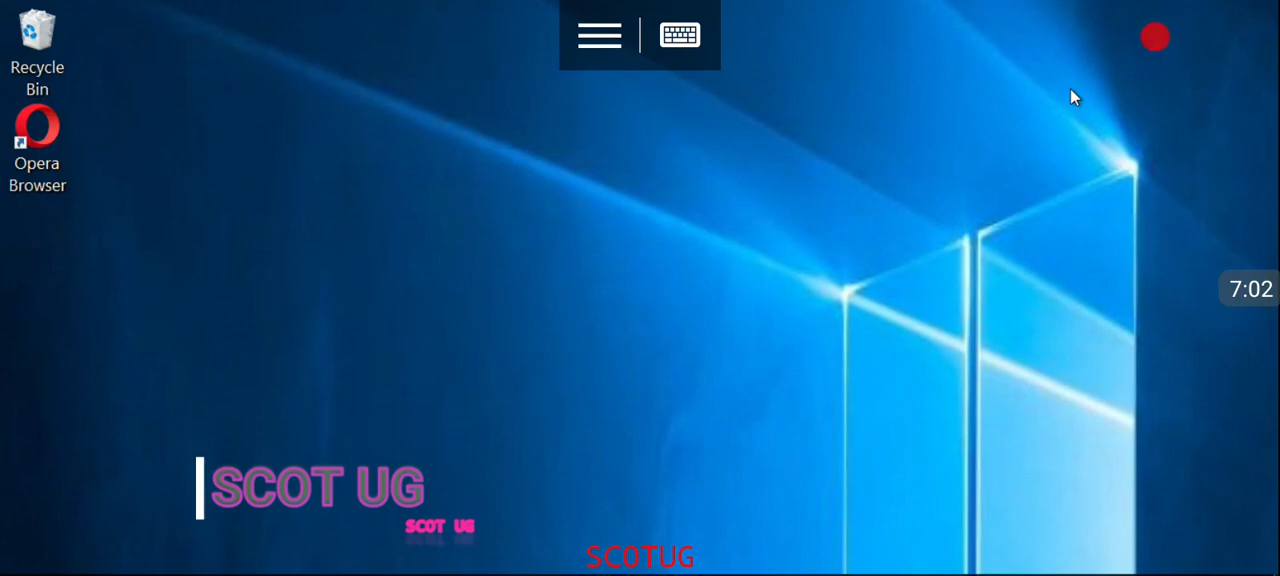 Recycle
Bin
Opera
Browser
7:02
SCOT UG
SCOT UG
SCOTUG